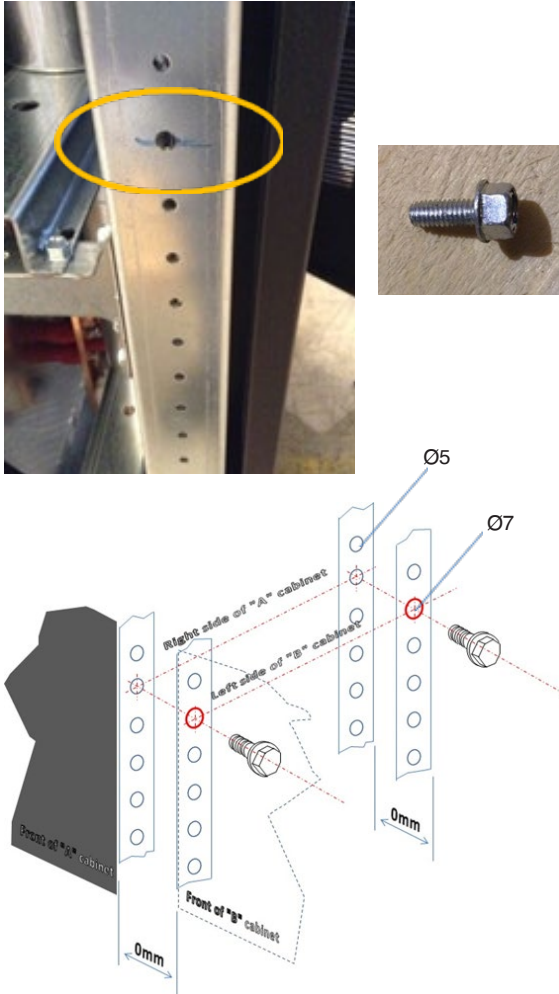 Ø5
Ø7
Right side of "A" cabinet
Left side of "B" cabinet
0mm
Front of "A" cabinet
Front of "B" cabinet
0mm